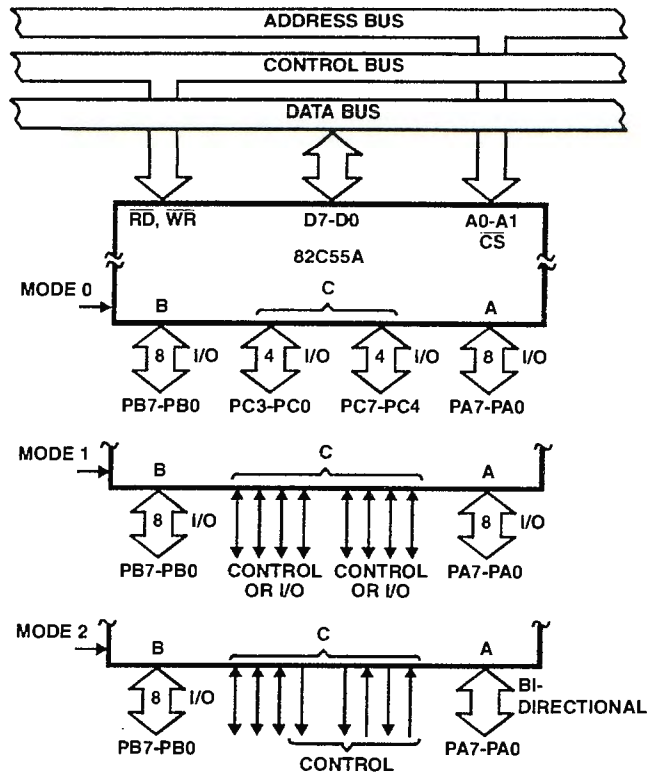 ADDRESS BUS
CONTROL BUS
DATA BUS
RD, WR D7-D0 A0-A1
CS
82C55A
MODE 0
B C A
8 I/O 4 I/O 4 I/O 8 I/O
PB7-PB0 PC3-PC0 PC7-PC4 PA7-PA0
MODE 1
B C A
8 I/O 8 I/O
PB7-PB0 CONTROL CONTROL PA7-PA0
OR I/O OR I/O
MODE 2
B C A
8 I/O BI-
DIRECTIONAL
PB7-PB0 PA7-PA0
CONTROL